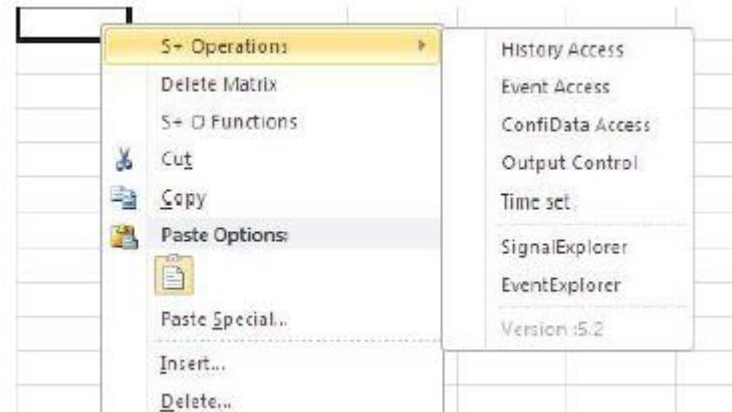 S+ Operations
Delete Matrix
S+ O Functions
Cut
Copy
Paste Options:
Paste Special...
Insert...
Delete...
History Access
Event Access
ConfiData Access
Output Control
Time set
SignalExplorer
EventExplorer
Version :5.2